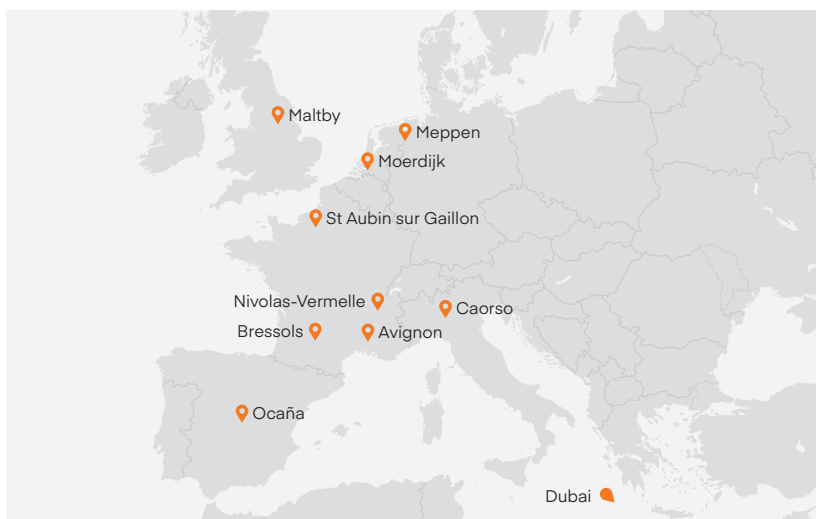 Maltby
Meppen
Moerdijk
St Aubin sur Gaillon
Nivolas-Vermelle
Caorso
Bressols
Avignon
Ocaña
Dubai